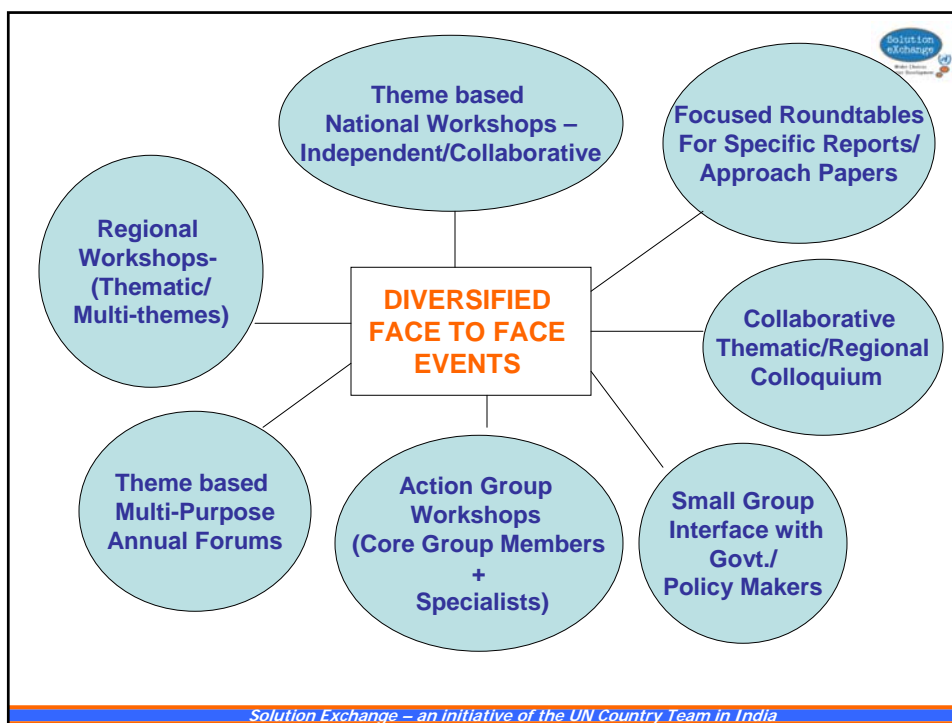 Solution
eXchange
Theme based
National Workshops –
Independent/Collaborative
Focused Roundtables
For Specific Reports/
Approach Papers
Regional
Workshops-
(Thematic/
Multi-themes)
DIVERSIFIED
FACE TO FACE
EVENTS
Collaborative
Thematic/Regional
Colloquium
Theme based
Multi-Purpose
Annual Forums
Action Group
Workshops
(Core Group Members
+
Specialists)
Small Group
Interface with
Govt./
Policy Makers
Solution Exchange – an initiative of the UN Country Team in India